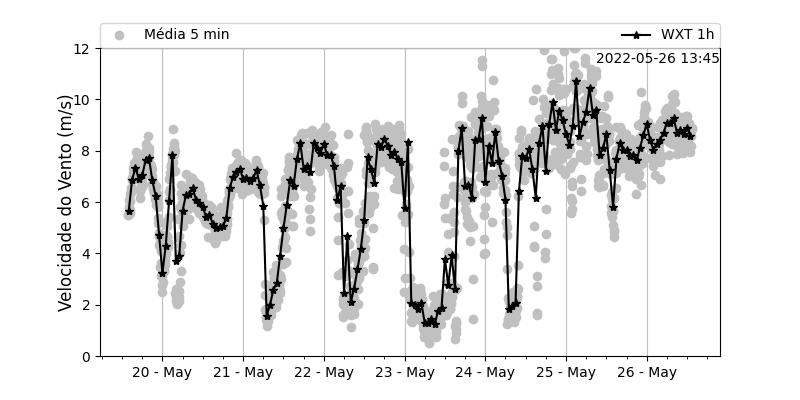 Média 5 min
WXT 1h
2022-05-26 13:45
Velocidade do Vento (m/s)
12
10
8
6
4
2
0
20 - May
21 - May
22 - May
23 - May
24 - May
25 - May
26 - May